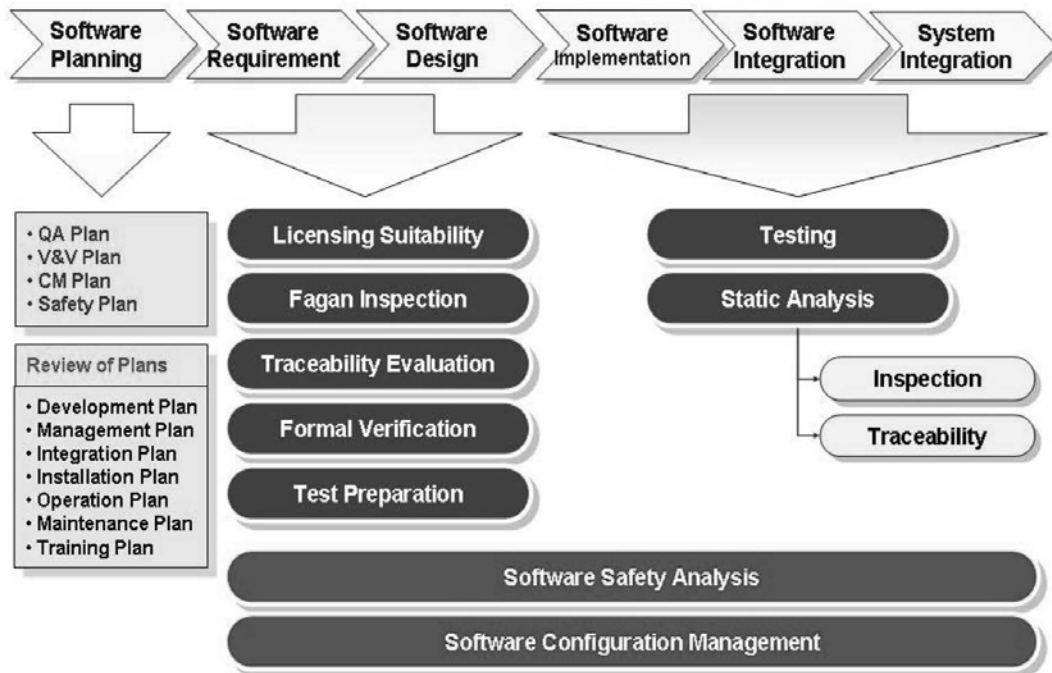 Software
Planning
Software
Requirement
Software
Design
Software
Implementation
Software
Integration
System
Integration
• QA Plan
• V&V Plan
• CM Plan
• Safety Plan
Review of Plans
• Development Plan
• Management Plan
• Integration Plan
• Installation Plan
• Operation Plan
• Maintenance Plan
• Training Plan
Licensing Suitability
Fagan Inspection
Traceability Evaluation
Formal Verification
Test Preparation
Testing
Static Analysis
Inspection
Traceability
Software Safety Analysis
Software Configuration Management